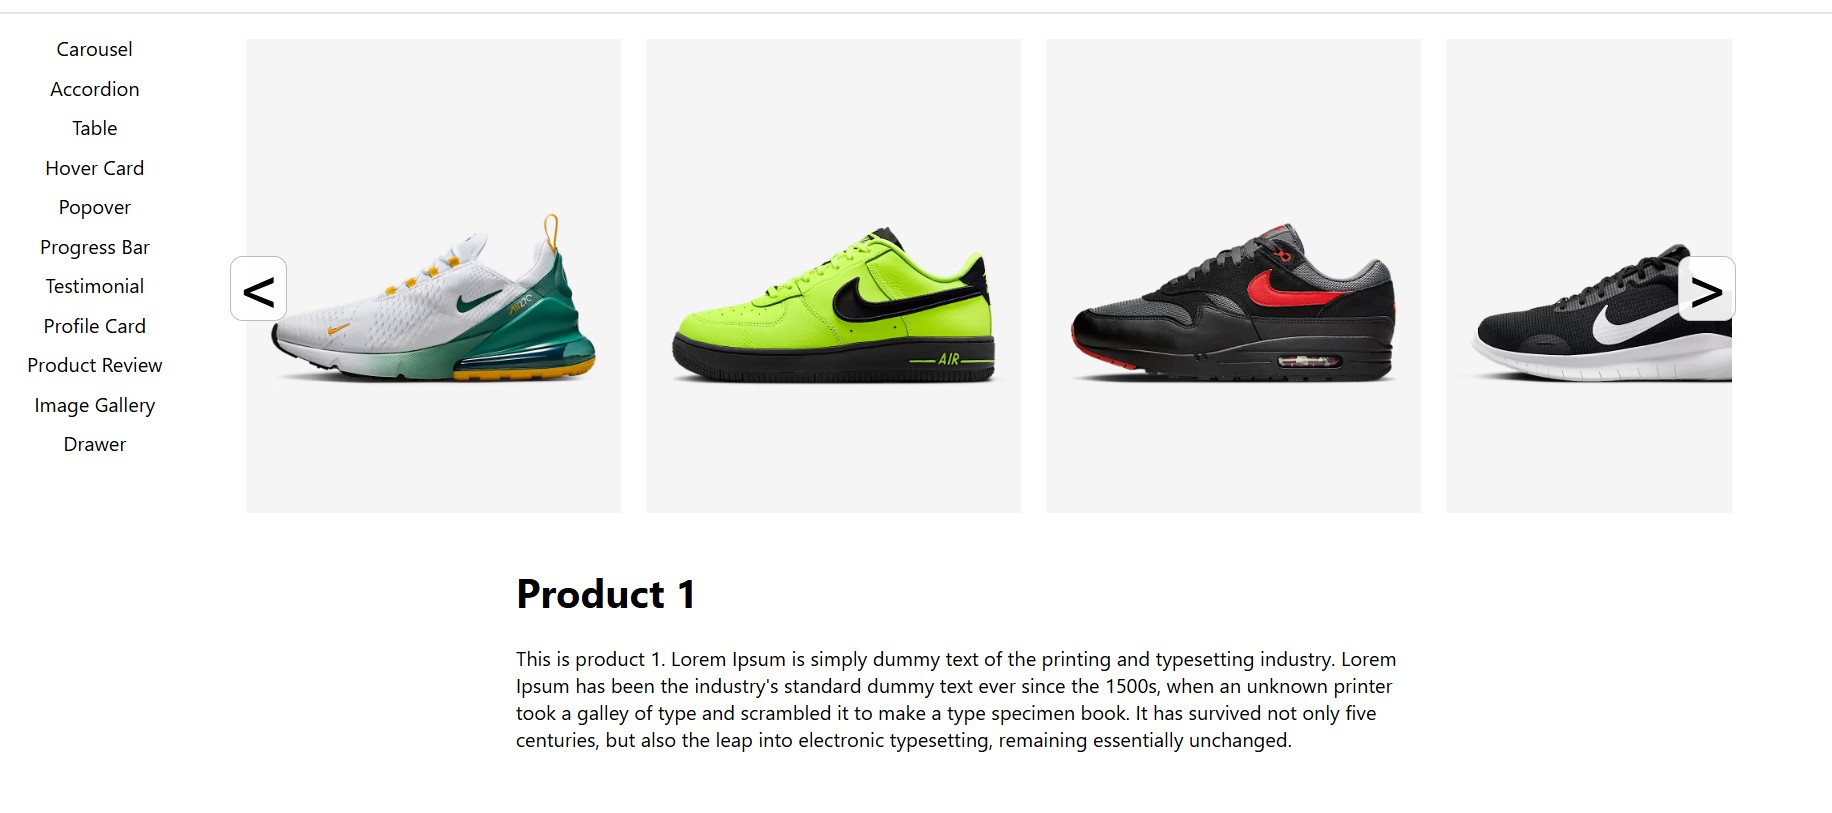 Carousel
Accordion
Table
Hover Card
Popover
Progress Bar
Testimonial
Profile Card
Product Review
Image Gallery
Drawer
<
AIR
>
Product 1
This is product 1. Lorem Ipsum is simply dummy text of the printing and typesetting industry. Lorem
Ipsum has been the industry's standard dummy text ever since the 1500s, when an unknown printer
took a galley of type and scrambled it to make a type specimen book. It has survived not only five
centuries, but also the leap into electronic typesetting, remaining essentially unchanged.